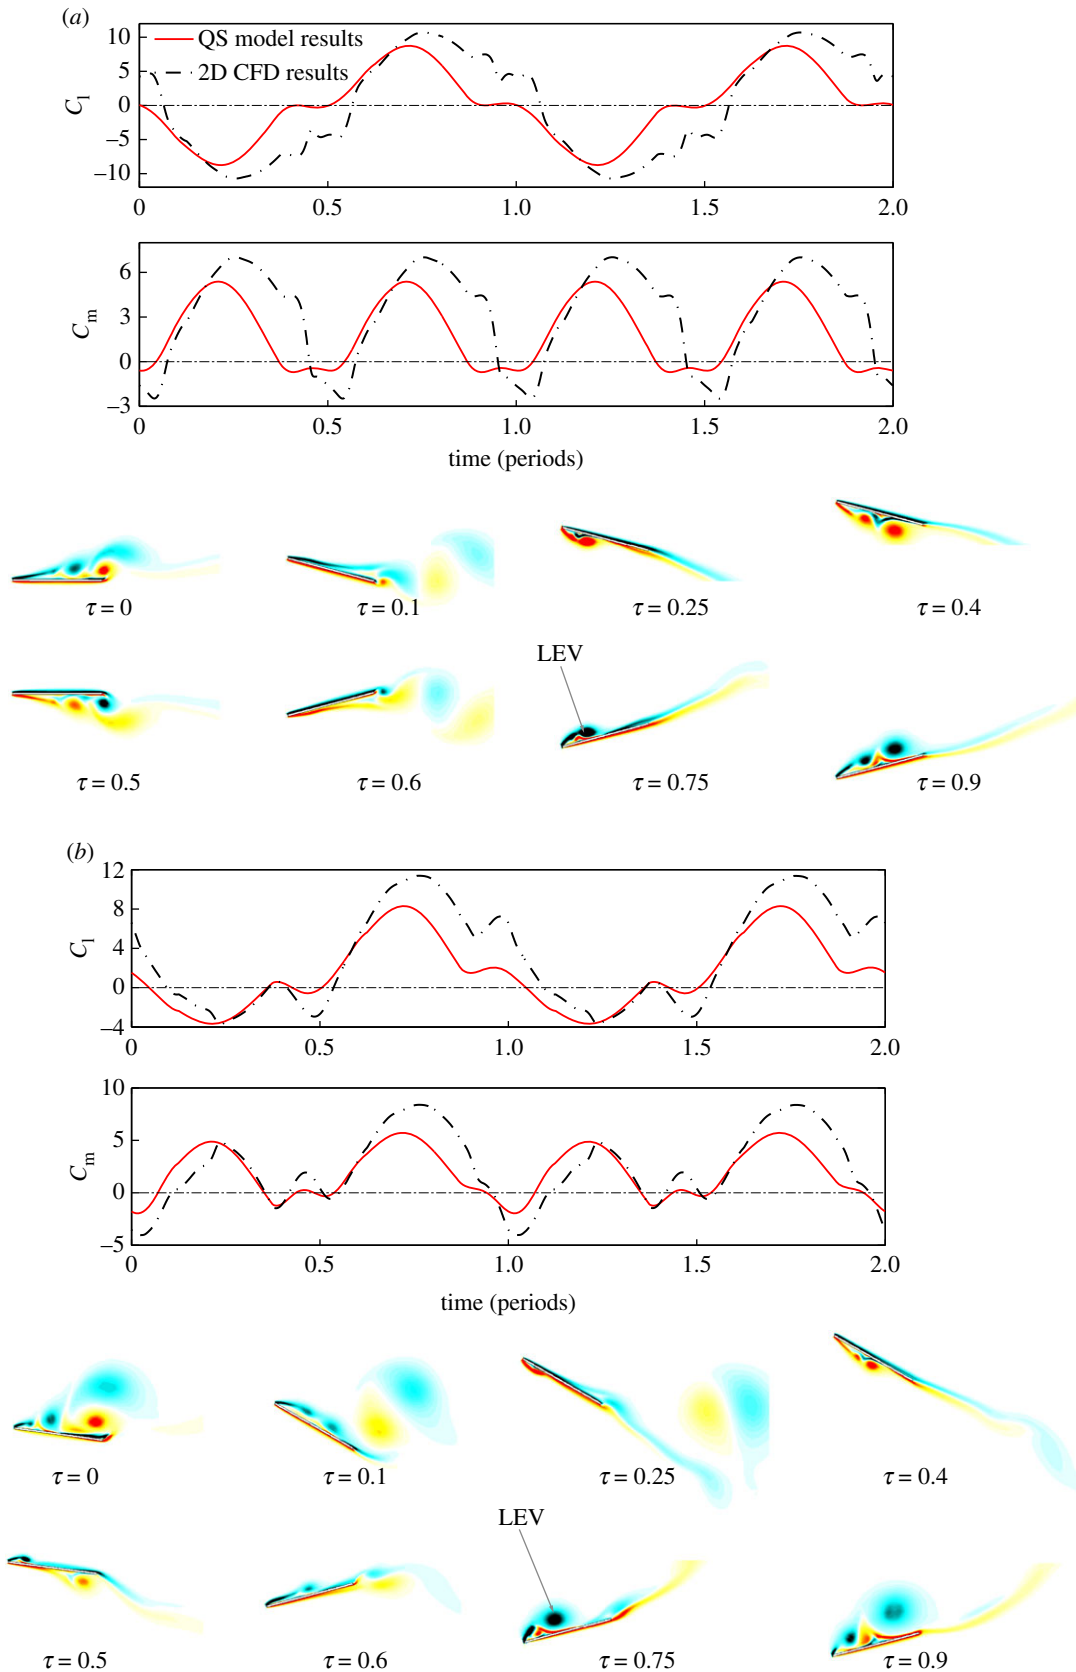 (a)
10
5
0
–5
–10
C_l
QS model results
2D CFD results
0 0.5 1.0 1.5 2.0
6
3
0
–3
C_m
0 0.5 1.0 1.5 2.0
time (periods)
τ = 0 τ = 0.1 τ = 0.25 τ = 0.4
LEV
τ = 0.5 τ = 0.6 τ = 0.75 τ = 0.9
(b)
12
8
4
0
–4
C_l
0 0.5 1.0 1.5 2.0
10
5
0
–5
C_m
0 0.5 1.0 1.5 2.0
time (periods)
τ = 0 τ = 0.1 τ = 0.25 τ = 0.4
LEV
τ = 0.5 τ = 0.6 τ = 0.75 τ = 0.9